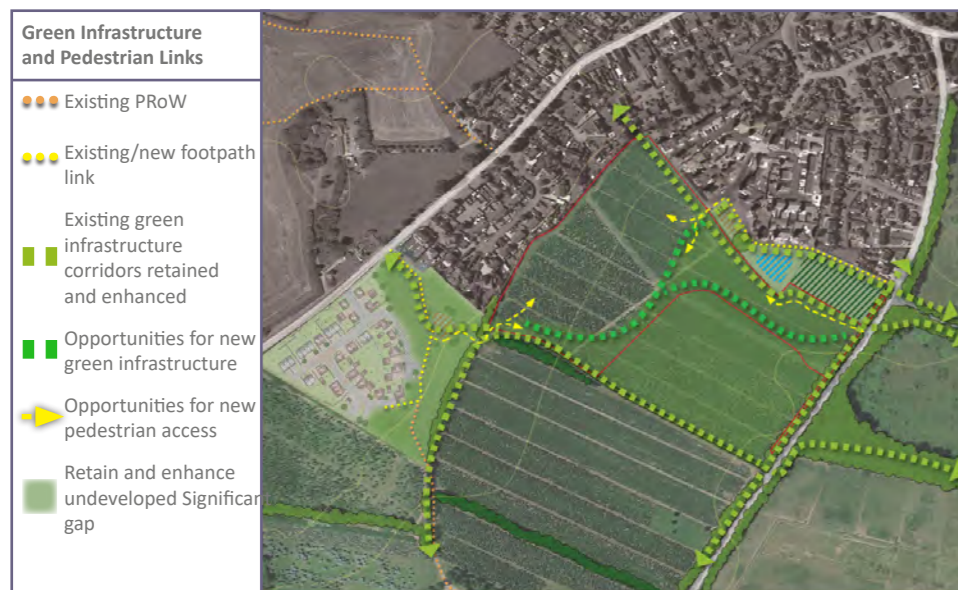 Green Infrastructure
and Pedestrian Links
Existing PRoW
Existing/new footpath
link
Existing green
infrastructure
corridors retained
and enhanced
Opportunities for new
green infrastructure
Opportunities for new
pedestrian access
Retain and enhance
undeveloped Significan
gap